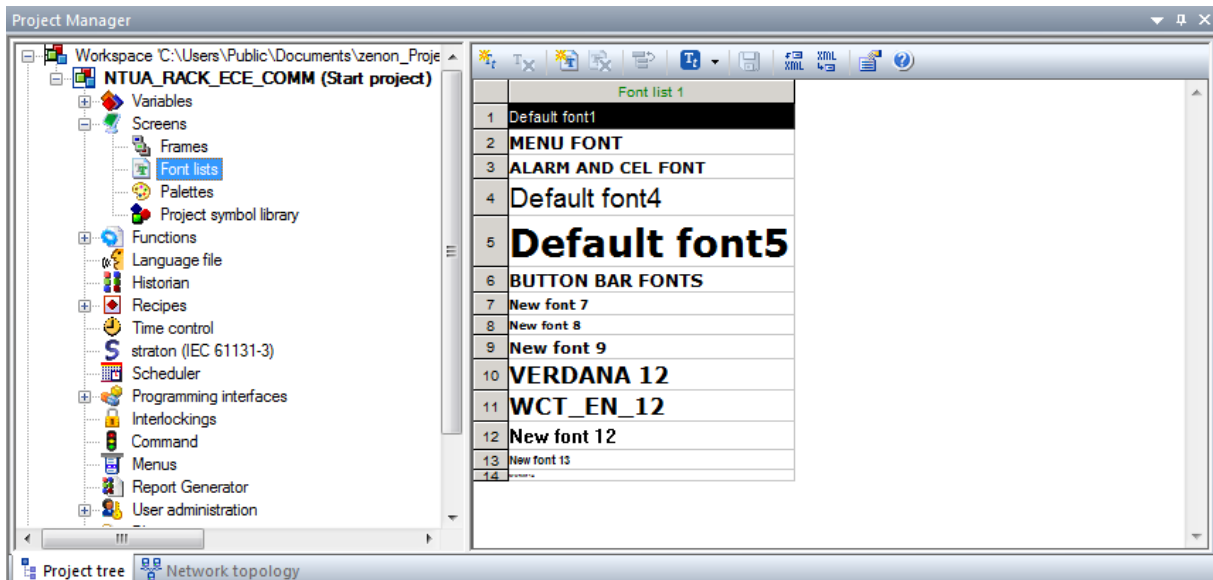 Project Manager
Workspace 'C:\Users\Public\Documents\zenon_Proje
NTUA_RACK_ECE_COMM (Start project)
Variables
Screens
Frames
Font lists
Palettes
Project symbol library
Functions
Language file
Historian
Recipes
Time control
straton (IEC 61131-3)
Scheduler
Programming interfaces
Interlockings
Command
Menus
Report Generator
User administration
XML XML
Font list 1
1 Default font1
2 MENU FONT
3 ALARM AND CEL FONT
4 Default font4
5 Default font5
6 BUTTON BAR FONTS
7 New font 7
8 New font 8
9 New font 9
10 VERDANA 12
11 WCT_EN_12
12 New font 12
13 New font 13
14
Project tree Network topology